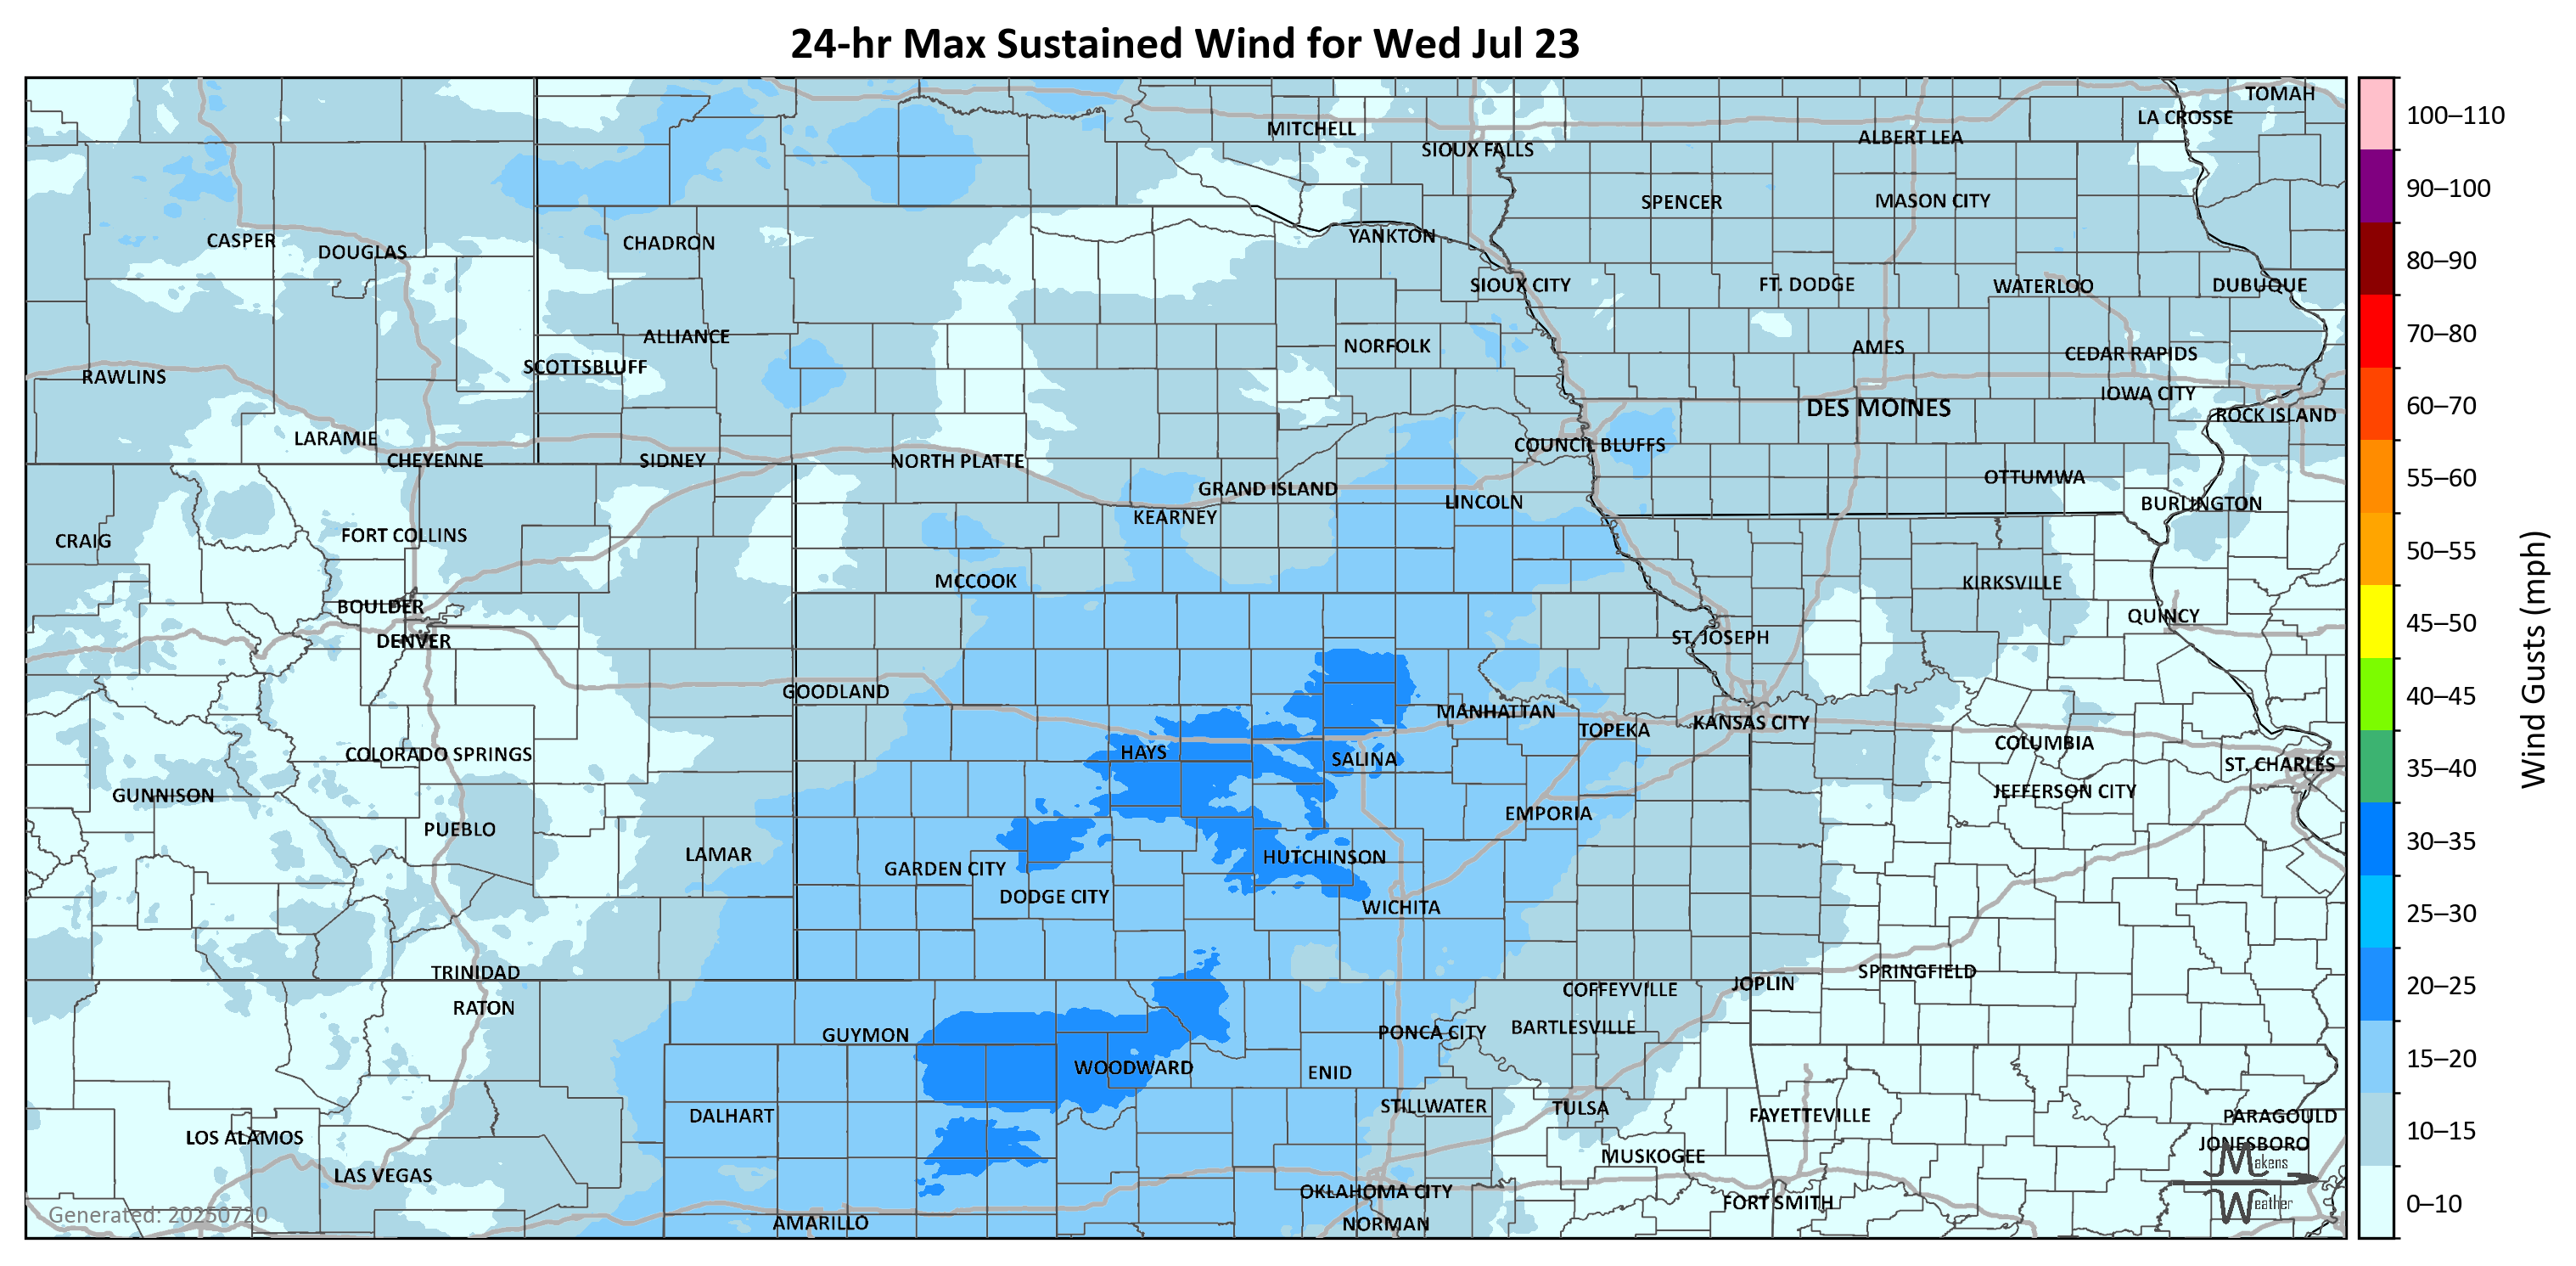 24-hr Max Sustained Wind for Wed Jul 23
TOMAH
LA CROSSE
MITCHELL
ALBERT LEA
SIOUX FALLS
SPENCER
MASON CITY
CASPER
DOUGLAS
CHADRON
YANKTON
SIOUX CITY
FT. DODGE
WATERLOO
DUBUQUE
ALLIANCE
NORFOLK
AMES
CEDAR RAPIDS
SCOTTSBLUFF
RAWLINS
IOWA CITY
DES MOINES
ROCK ISLAND
LARAMIE
COUNCIL BLUFFS
CHEYENNE
SIDNEY
NORTH PLATTE
OTTUMWA
GRAND ISLAND
LINCOLN
BURLINGTON
KEARNEY
FORT COLLINS
CRAIG
MCCOOK
KIRKSVILLE
BOULDER
QUINCY
DENVER
ST. JOSEPH
GOODLAND
MANHATTAN
TOPEKA
KANSAS CITY
COLUMBIA
HAYS
COLORADO SPRINGS
SALINA
ST. CHARLES
GUNNISON
JEFFERSON CITY
EMPORIA
PUEBLO
LAMAR
HUTCHINSON
GARDEN CITY
DODGE CITY
WICHITA
TRINIDAD
SPRINGFIELD
JOPLIN
COFFEYVILLE
RATON
BARTLESVILLE
GUYMON
PONCA CITY
WOODWARD
ENID
STILLWATER
TULSA
DALHART
FAYETTEVILLE
PARAGOULD
LOS ALAMOS
JONESBORO
MUSKOGEE
LAS VEGAS
OKLAHOMA CITY
FORT SMITH
AMARILLO
NORMAN
Makens
Weather
Generated: 20250720
100–110
90–100
80–90
70–80
60–70
55–60
50–55
45–50
40–45
35–40
30–35
25–30
20–25
15–20
10–15
0–10
Wind Gusts (mph)